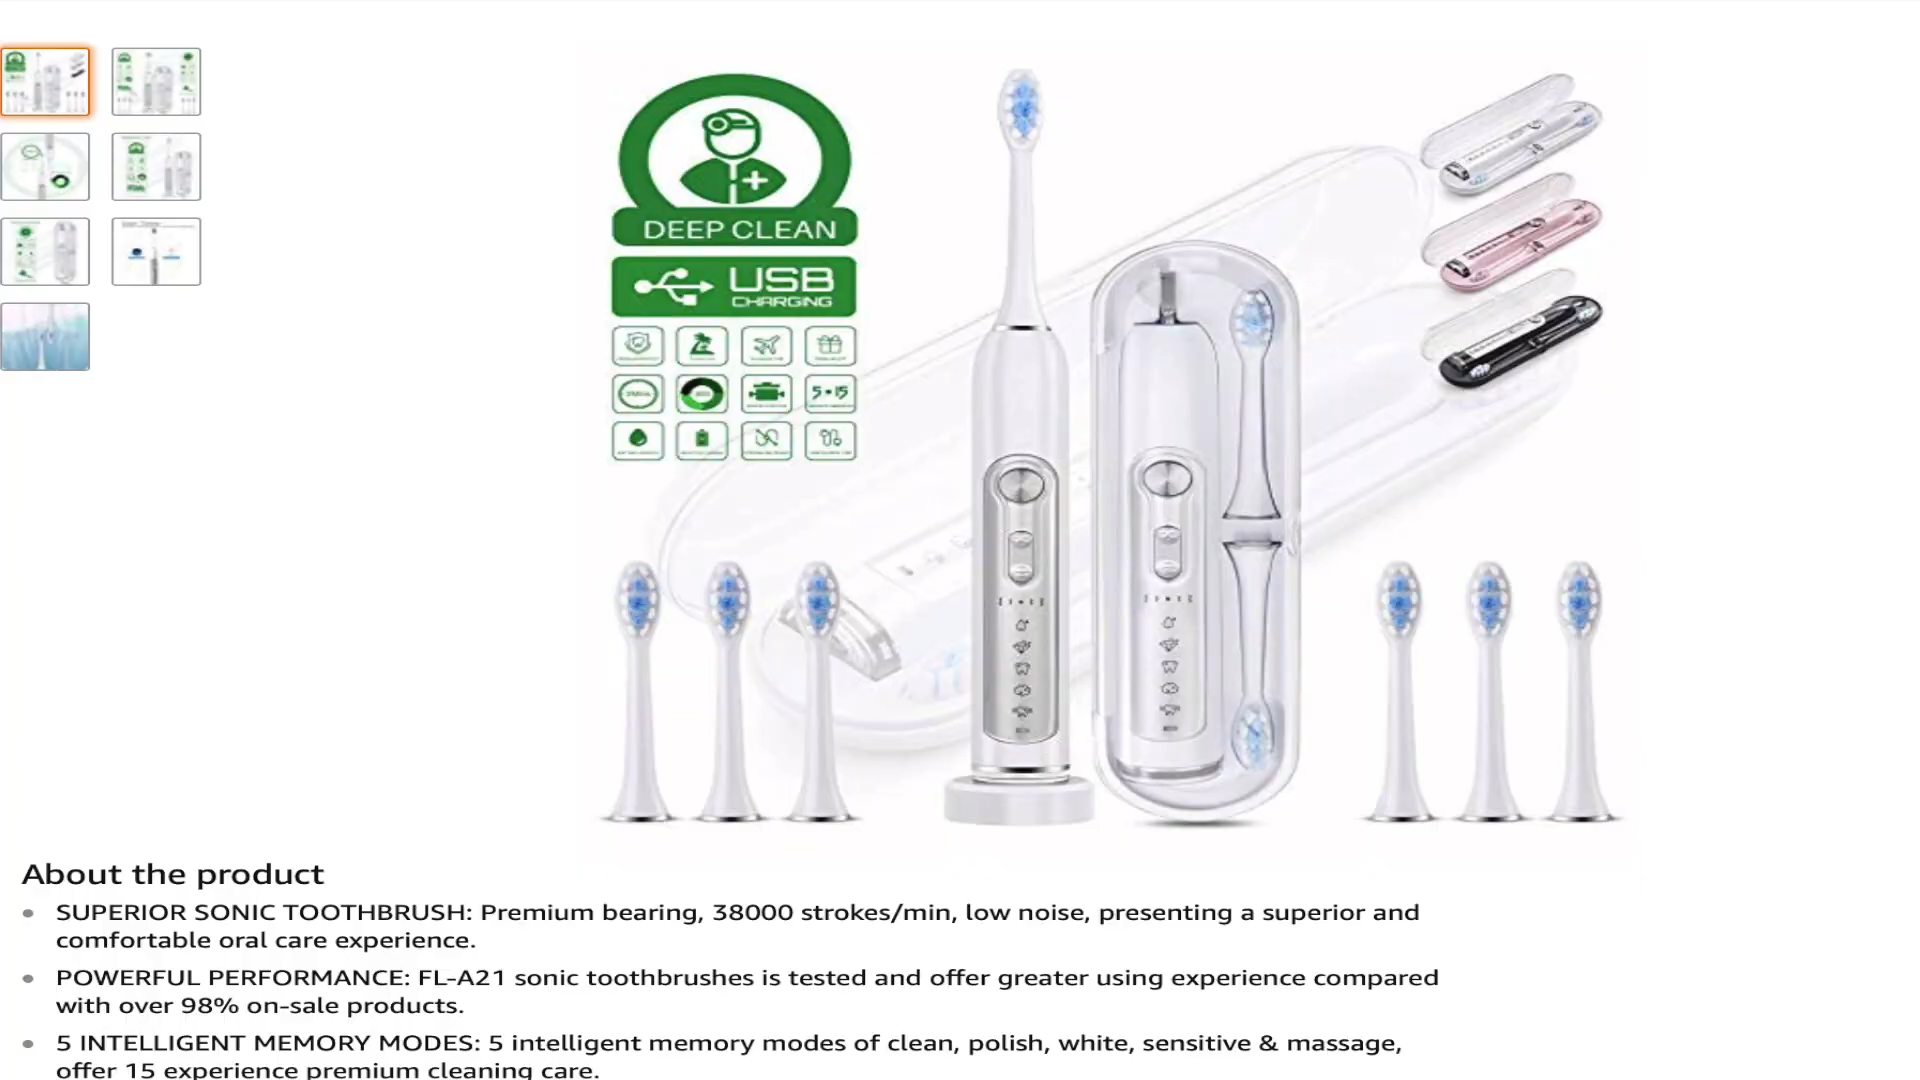 DEEP CLEAN
USB
CHARGING
5+15
About the product
• SUPERIOR SONIC TOOTHBRUSH: Premium bearing, 38000 strokes/min, low noise, presenting a superior and
comfortable oral care experience.
• POWERFUL PERFORMANCE: FL-A21 sonic toothbrushes is tested and offer greater using experience compared
with over 98% on-sale products.
• 5 INTELLIGENT MEMORY MODES: 5 intelligent memory modes of clean, polish, white, sensitive & massage,
offer 15 experience premium cleaning care.